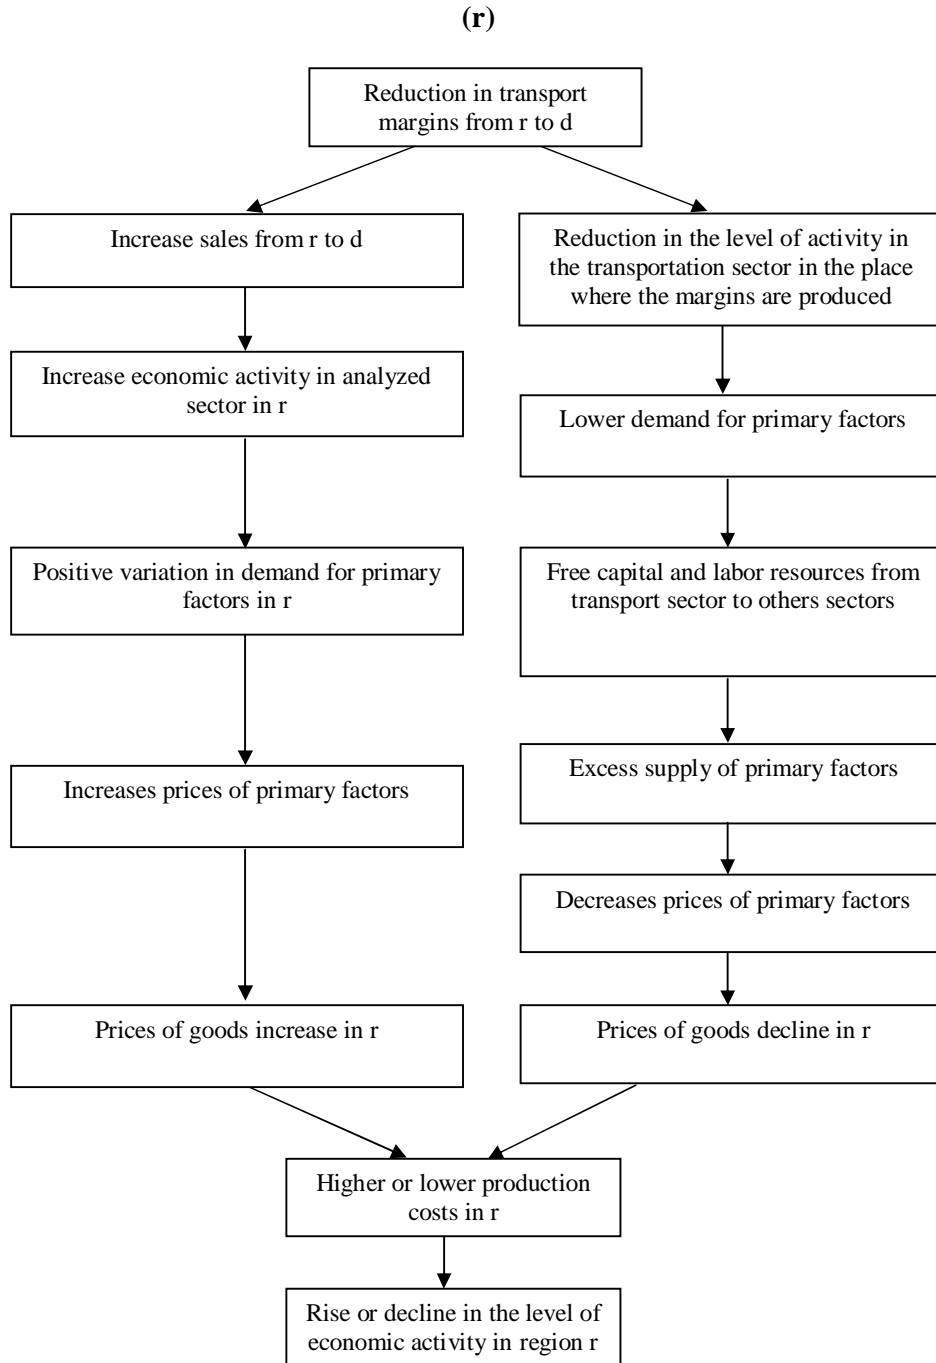 (r)
Reduction in transport
margins from r to d
Increase sales from r to d
Reduction in the level of activity in
the transportation sector in the place
where the margins are produced
Increase economic activity in analyzed
sector in r
Lower demand for primary factors
Positive variation in demand for primary
factors in r
Free capital and labor resources from
transport sector to others sectors
Increases prices of primary factors
Excess supply of primary factors
Decreases prices of primary factors
Prices of goods increase in r
Prices of goods decline in r
Higher or lower production
costs in r
Rise or decline in the level of
economic activity in region r